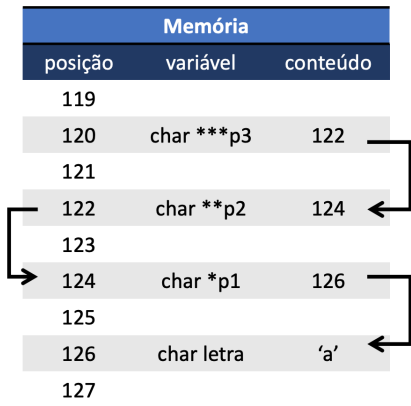 Memória
posição variável conteúdo
119
120 char ***p3 122
121
122 char **p2 124
123
124 char *p1 126
125
126 char letra ‘a’
127